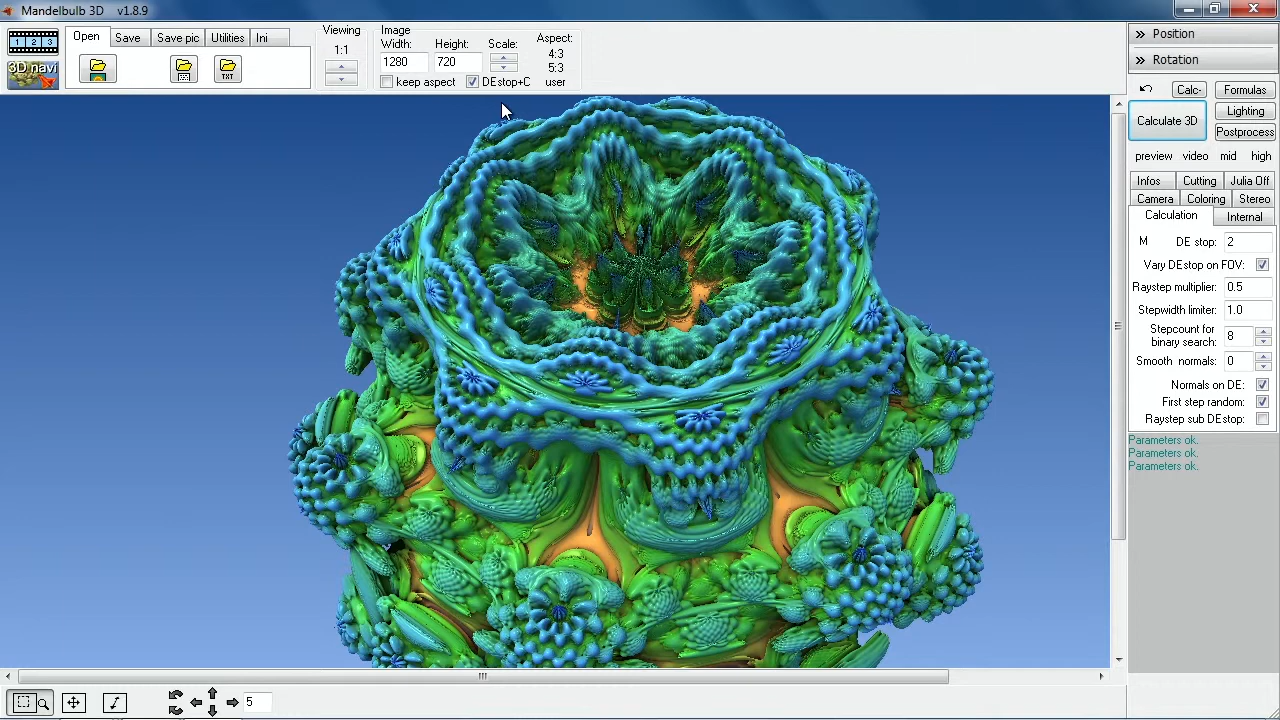 Mandelbulb 3D v1.8.9
1 2 3
3D navi
Open Save Save pic Utilities Ini
TXT
Viewing
1:1
Image
Width: Height: Scale:
1280 720
keep aspect DEstop+C
Aspect:
4:3
5:3
user
Position
Rotation
Calc Formulas
Calculate 3D Lighting
Postprocess
preview video mid high
Infos Cutting Julia Off
Camera Coloring Stereo
Calculation Internal
M DE stop: 2
Vary DEstop on FOV:
Raystep multiplier: 0.5
Stepwidth limiter: 1.0
Stepcount for
binary search: 8
Smooth normals: 0
Normals on DE:
First step random:
Raystep sub DEstop:
Parameters ok.
Parameters ok.
Parameters ok.
5